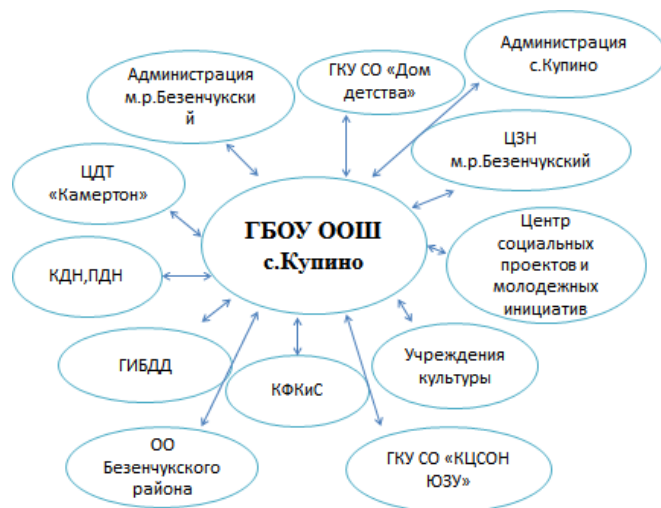 Администрация
м.р.Безенчукски
й
ГКУ СО «Дом
детства»
Администрация
с.Купино
ЦЗН
м.р.Безенчукский
ЦДТ
«Камертон»
ГБОУ ООШ
с.Купино
Центр
социальных
проектов и
молодежных
инициатив
КДН,ПДН
ГИБДД
КФКиС
Учреждения
культуры
ОО
Безенчукского
района
ГКУ СО «КЦСОН
ЮЗУ»